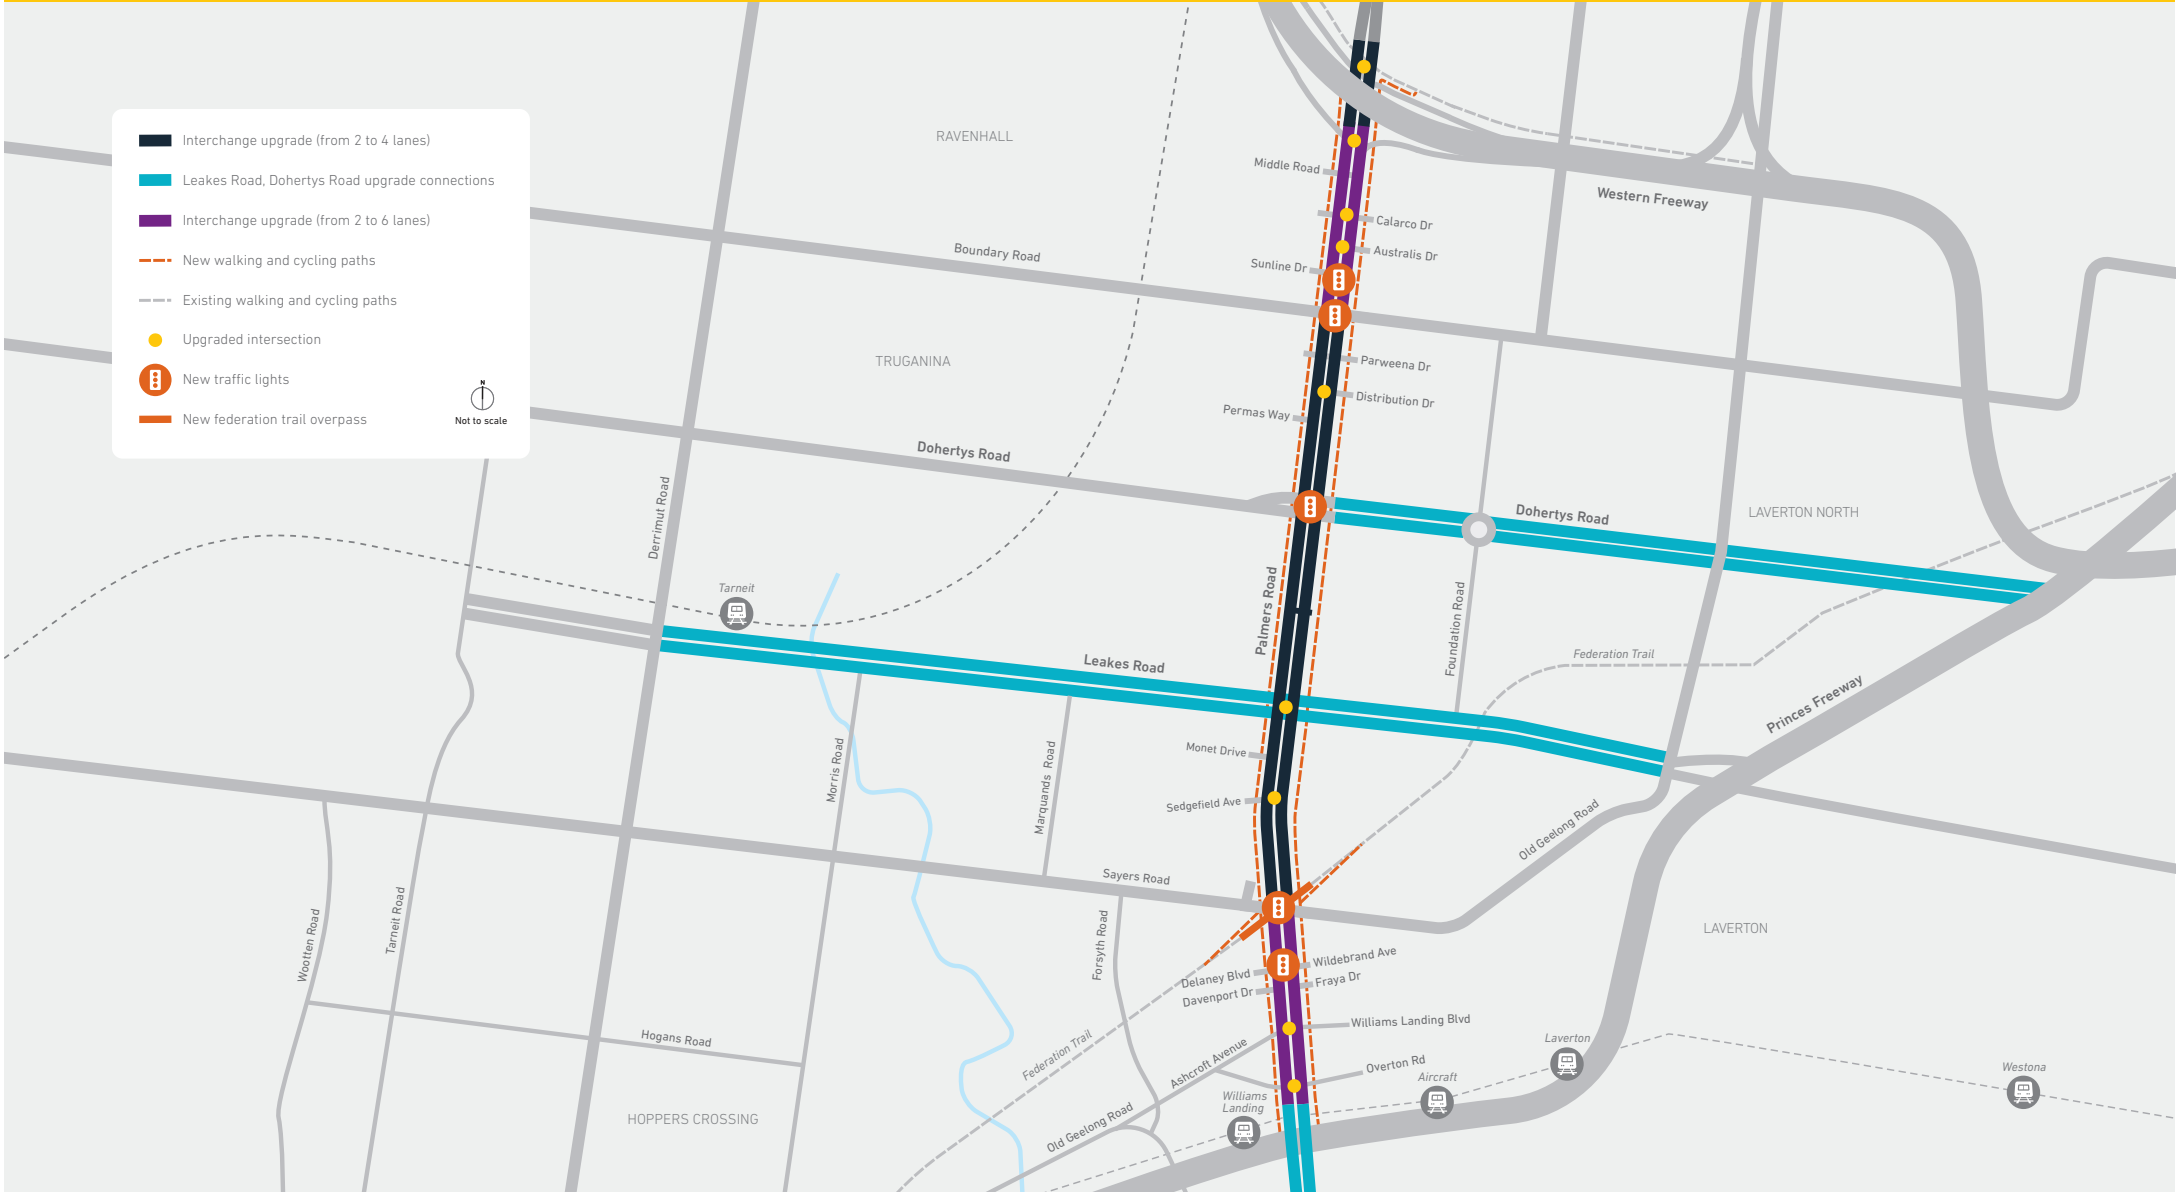 Interchange upgrade (from 2 to 4 lanes)
Leakes Road, Dohertys Road upgrade connections
Interchange upgrade (from 2 to 6 lanes)
New walking and cycling paths
Existing walking and cycling paths
Upgraded intersection
New traffic lights
New federation trail overpass
N
Not to scale
RAVENHALL
Middle Road
Western Freeway
Calarco Dr
Australis Dr
Boundary Road
Sunline Dr
TRUGANINA
Parweena Dr
Distribution Dr
Permas Way
Dohertys Road
Dohertys Road
LAVERTON NORTH
Derrimut Road
Tarneit
Palmers Road
Foundation Road
Federation Trail
Leakes Road
Princes Freeway
Monet Drive
Morris Road
Marquands Road
Sedgefield Ave
Old Geelong Road
Sayers Road
Tarneit Road
Wootten Road
Forsyth Road
LAVERTON
Wildebrand Ave
Delaney Blvd
Fraya Dr
Davenport Dr
Williams Landing Blvd
Hogans Road
Federation Trail
Ashcroft Avenue
Overton Rd
Laverton
Aircraft
Westona
Williams
Landing
HOPPERS CROSSING
Old Geelong Road